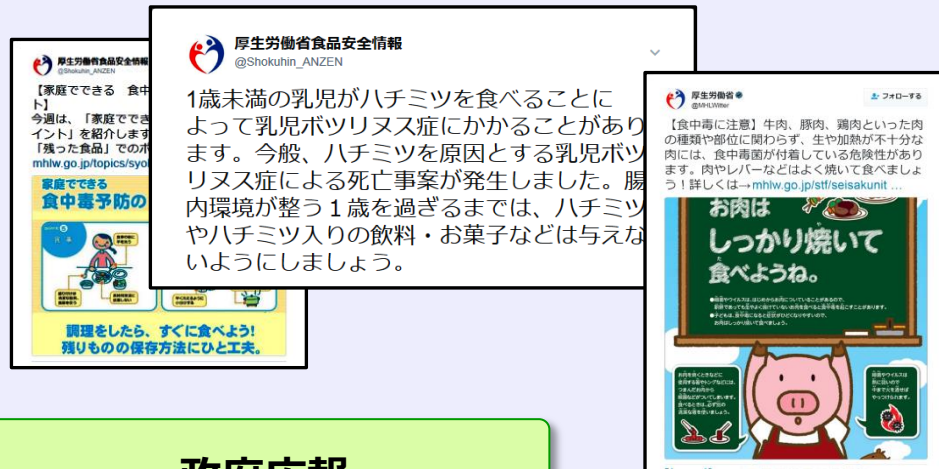 厚生労働省食品安全情報
@Shokuhin_ANZEN
【家庭でできる 食中
ト】
今週は、「家庭ででき
イント」を紹介します
「残った食品」でのポ
mhlw.go.jp/topics/syol
家庭でできる
食中毒予防の
調理をしたら、すぐに食べよう!
残りものの保存方法にひと工夫。
厚生労働省食品安全情報
@Shokuhin_ANZEN
1歳未満の乳児がハチミツを食べることに
よって乳児ボツリヌス症にかかることがあり
ます。今般、ハチミツを原因とする乳児ボツ
リヌス症による死亡事案が発生しました。腸
内環境が整う1歳を過ぎるまでは、ハチミツ
やハチミツ入りの飲料・お菓子などは与えな
いようにしましょう。
厚生労働省
@MHLWitter
フォローする
【食中毒に注意】牛肉、豚肉、鶏肉といった肉
の種類や部位に関わらず、生や加熱が不十分な
肉には、食中毒菌が付着している危険性があり
ます。肉やレバーなどはよく焼いて食べましょ
う!詳しくは→mhlw.go.jp/stf/seisakunit ...
お肉は
しっかり焼いて
食べようね。
政府広報